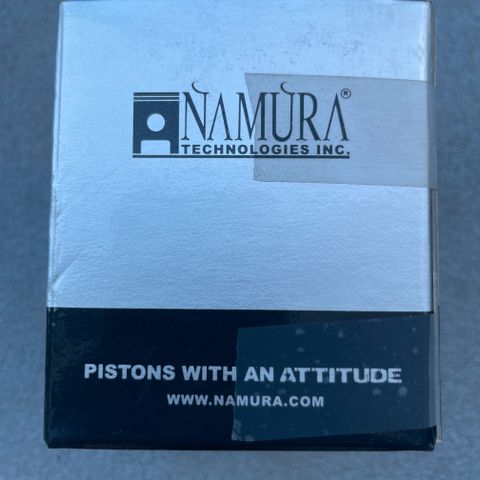 NAMURA®
TECHNOLOGIES INC.
PISTONS WITH AN ATTITUDE
WWW.NAMURA.COM